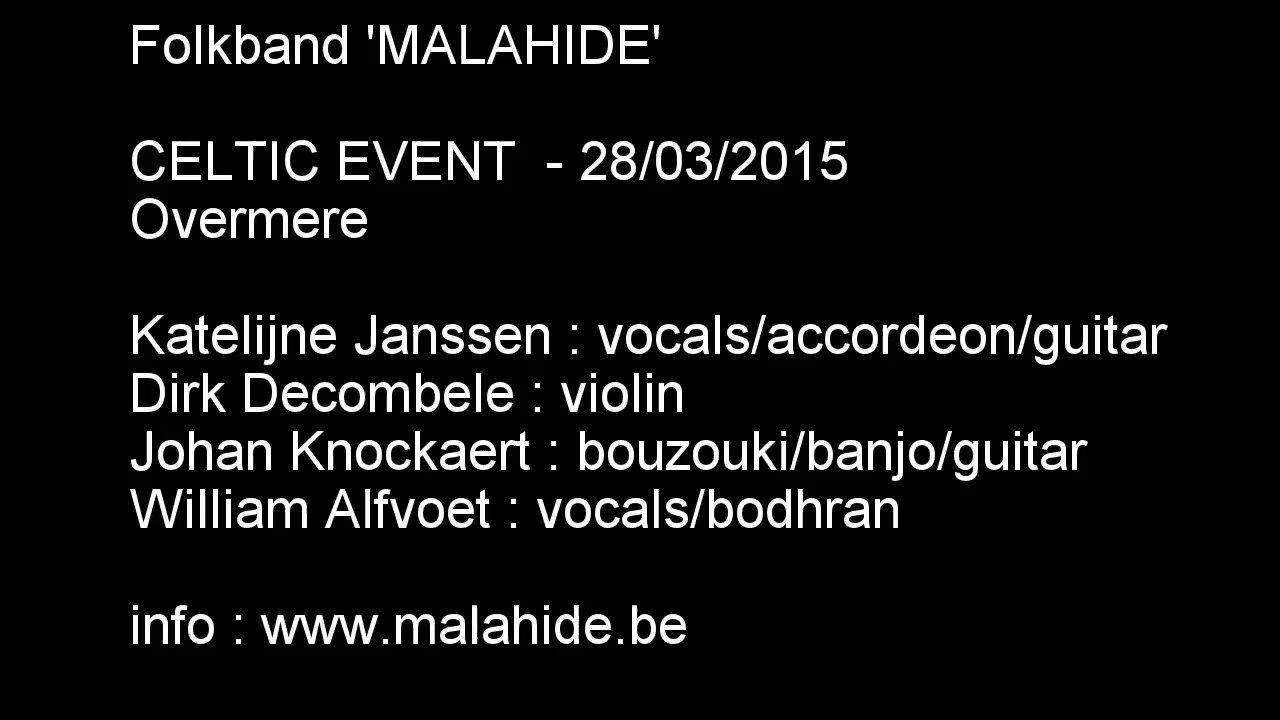 Folkband 'MALAHIDE'
CELTIC EVENT  - 28/03/2015
Overmere
Katelijne Janssen : vocals/accordeon/guitar
Dirk Decombele : violin
Johan Knockaert : bouzouki/banjo/guitar
William Alfvoet : vocals/bodhran
info : www.malahide.be